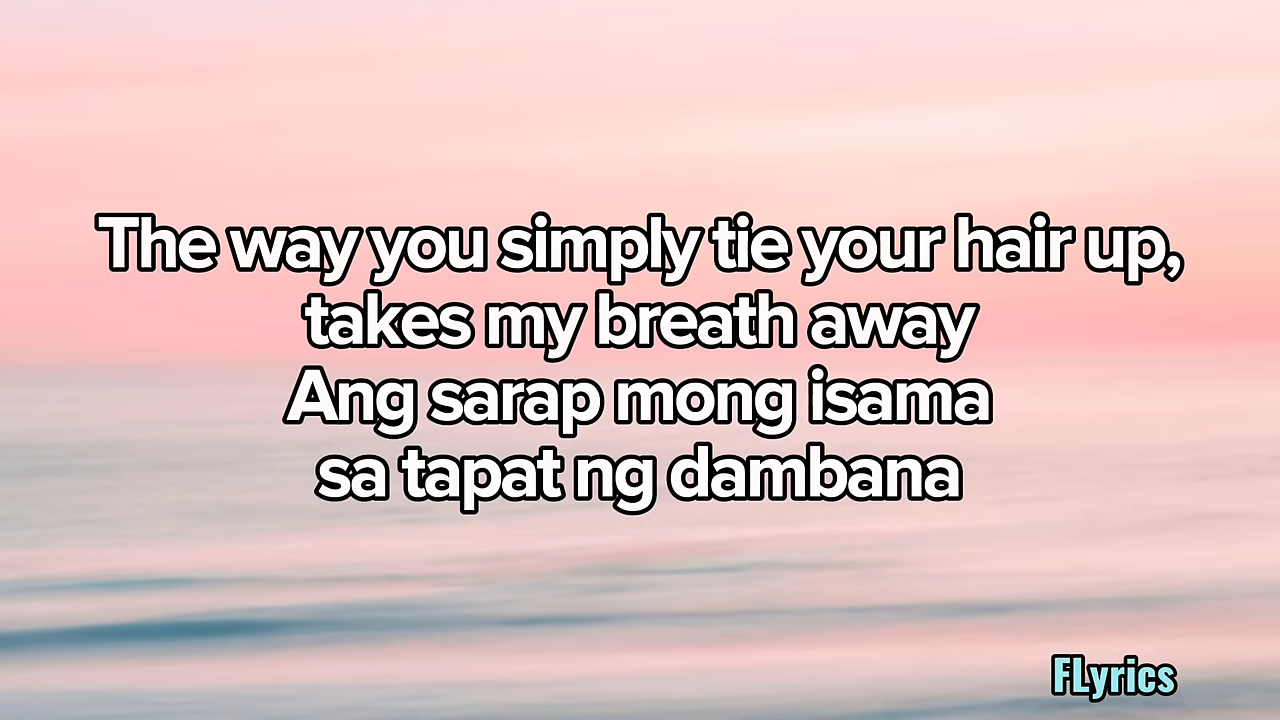 The way you simply tie your hair up,
takes my breath away
Ang sarap mong isama
sa tapat ng dambana
FLyrics